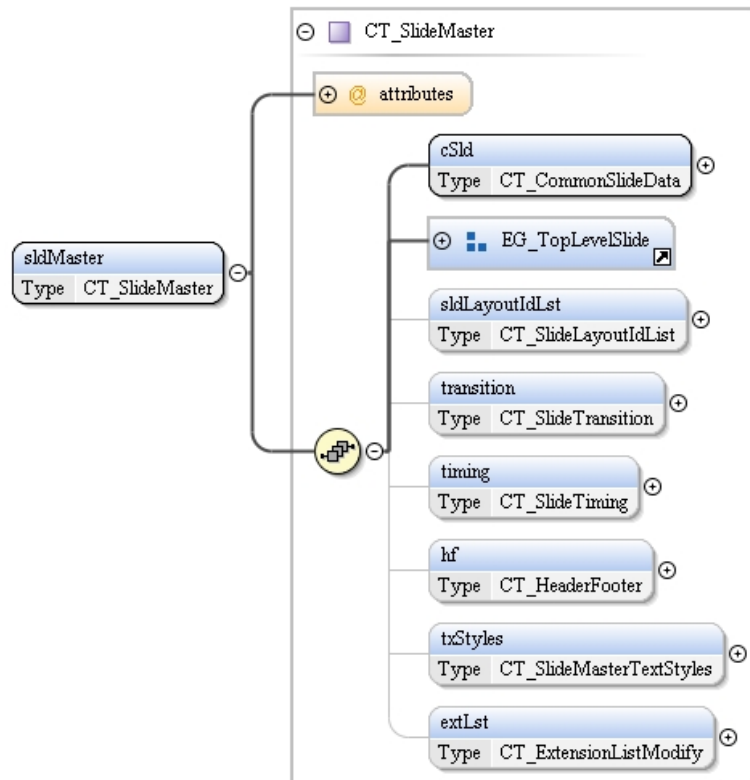 CT_SlideMaster
@ attributes
cSld
Type CT_CommonSlideData
EG_TopLevelSlide
sldMaster
Type CT_SlideMaster
sldLayoutIdLst
Type CT_SlideLayoutIdList
transition
Type CT_SlideTransition
timing
Type CT_SlideTiming
hf
Type CT_HeaderFooter
txStyles
Type CT_SlideMasterTextStyles
extLst
Type CT_ExtensionListModify